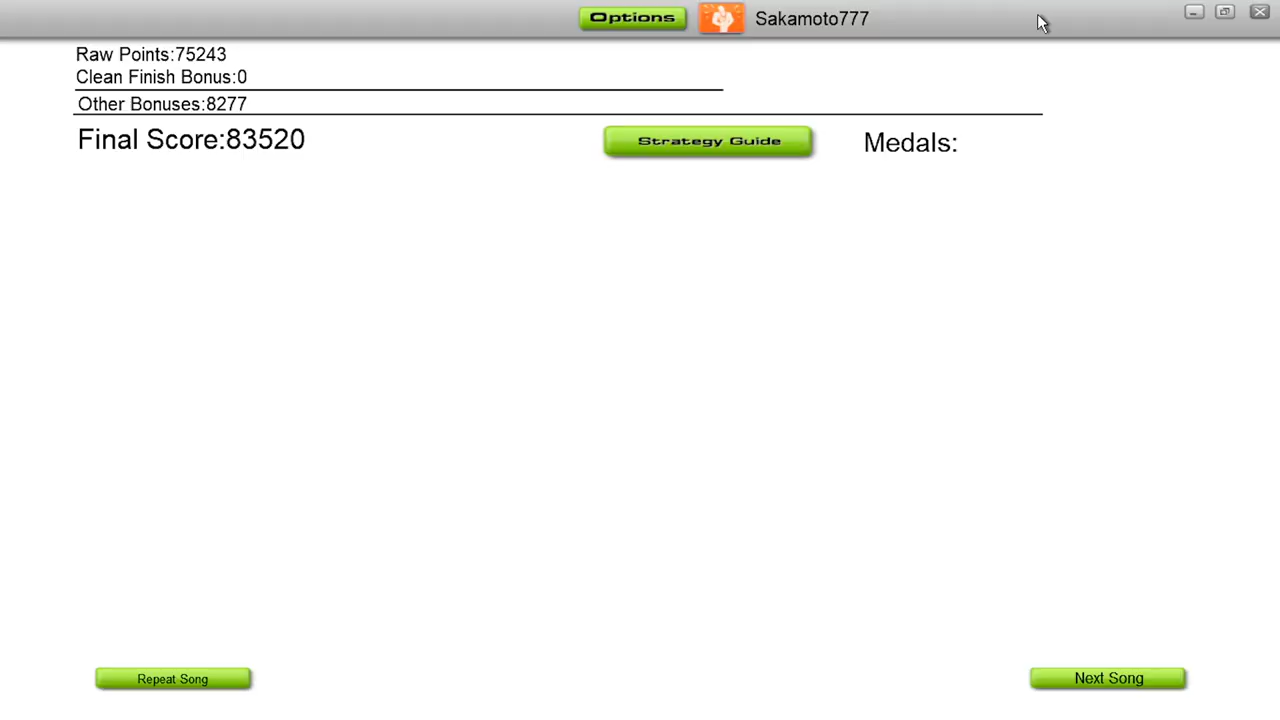 Options
Sakamoto777
Raw Points:75243
Clean Finish Bonus:0
Other Bonuses:8277
Final Score:83520
Strategy Guide
Medals:
Repeat Song
Next Song